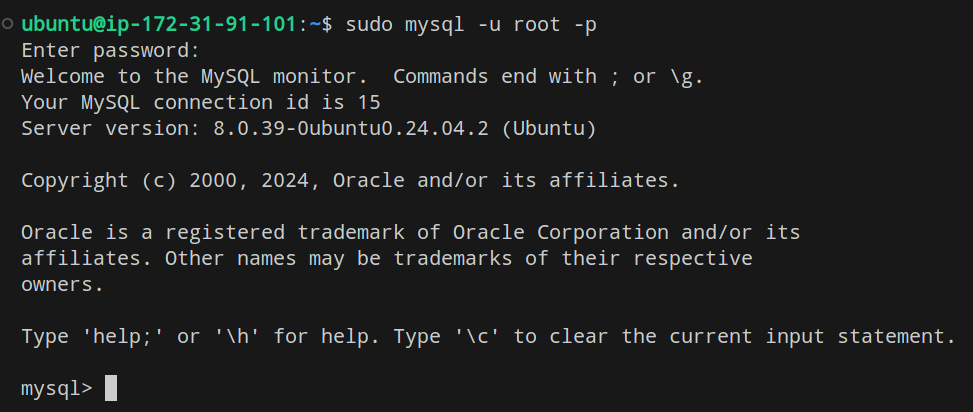 ubuntu@ip-172-31-91-101:~$ sudo mysql -u root -p
Enter password:
Welcome to the MySQL monitor.  Commands end with ; or \g.
Your MySQL connection id is 15
Server version: 8.0.39-0ubuntu0.24.04.2 (Ubuntu)

Copyright (c) 2000, 2024, Oracle and/or its affiliates.

Oracle is a registered trademark of Oracle Corporation and/or its
affiliates. Other names may be trademarks of their respective
owners.

Type 'help;' or '\h' for help. Type '\c' to clear the current input statement.

mysql>